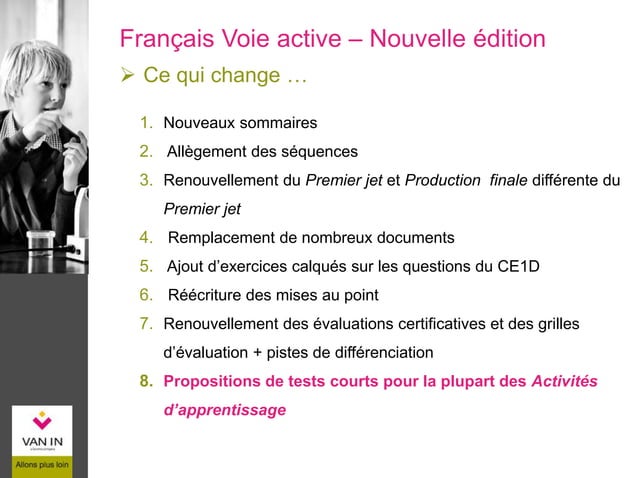 Français Voie active – Nouvelle édition
➢ Ce qui change …
1. Nouveaux sommaires
2. Allègement des séquences
3. Renouvellement du Premier jet et Production finale différente du
Premier jet
4. Remplacement de nombreux documents
5. Ajout d’exercices calqués sur les questions du CE1D
6. Réécriture des mises au point
7. Renouvellement des évaluations certificatives et des grilles
d’évaluation + pistes de différenciation
8. Propositions de tests courts pour la plupart des Activités
d’apprentissage
VAN IN
Allons plus loin